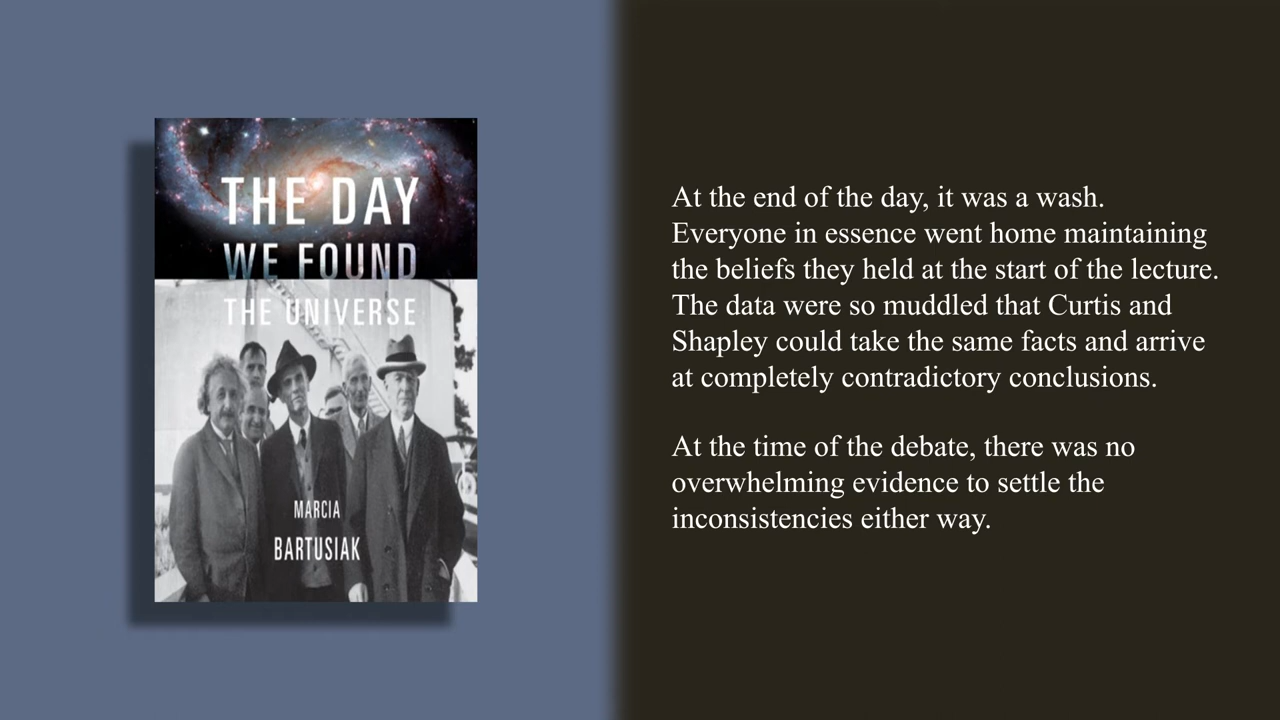 THE DAY
WE FOUND
THE UNIVERSE
MARCIA
BARTUSIAK
At the end of the day, it was a wash.
Everyone in essence went home maintaining
the beliefs they held at the start of the lecture.
The data were so muddled that Curtis and
Shapley could take the same facts and arrive
at completely contradictory conclusions.
At the time of the debate, there was no
overwhelming evidence to settle the
inconsistencies either way.